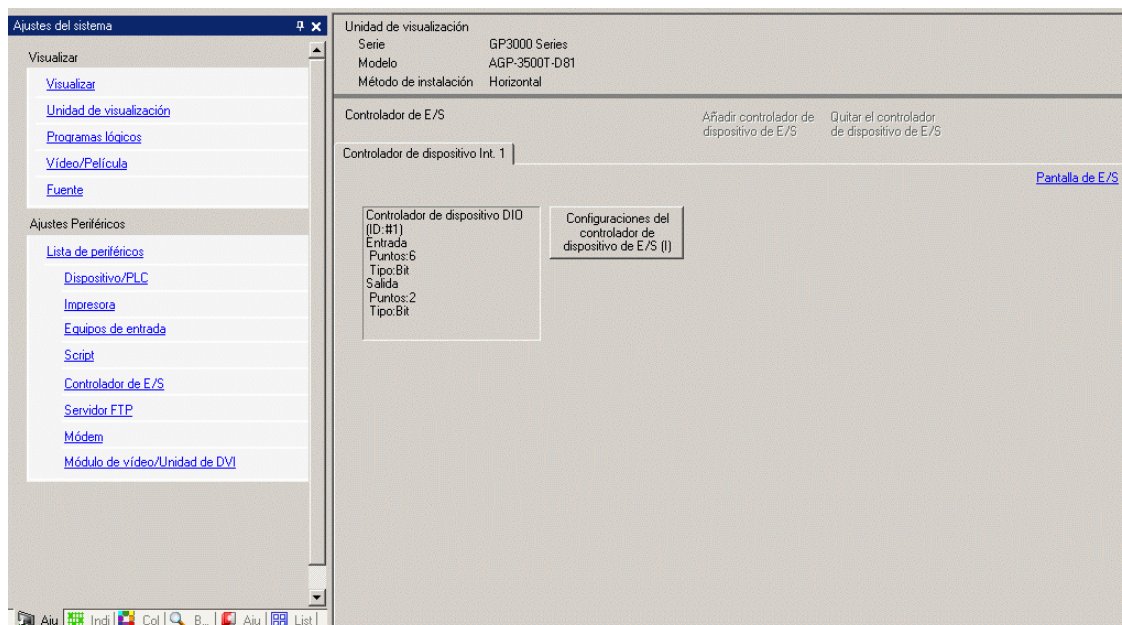 Ajustes del sistema
Visualizar
Visualizar
Unidad de visualización
Programas lógicos
Vídeo/Película
Fuente
Ajustes Periféricos
Lista de periféricos
Dispositivo/PLC
Impresora
Equipos de entrada
Script
Controlador de E/S
Servidor FTP
Módem
Módulo de vídeo/Unidad de DVI
Aju
Indi
Col
B...
Aju
List
Unidad de visualización
Serie GP3000 Series
Modelo AGP-3500T-D81
Método de instalación Horizontal
Controlador de E/S
Añadir controlador de
dispositivo de E/S
Quitar el controlador
de dispositivo de E/S
Controlador de dispositivo Int. 1
Pantalla de E/S
Controlador de dispositivo DIO
(ID:#1)
Entrada
Puntos:6
Tipo:Bit
Salida
Puntos:2
Tipo:Bit
Configuraciones del
controlador de
dispositivo de E/S (I)